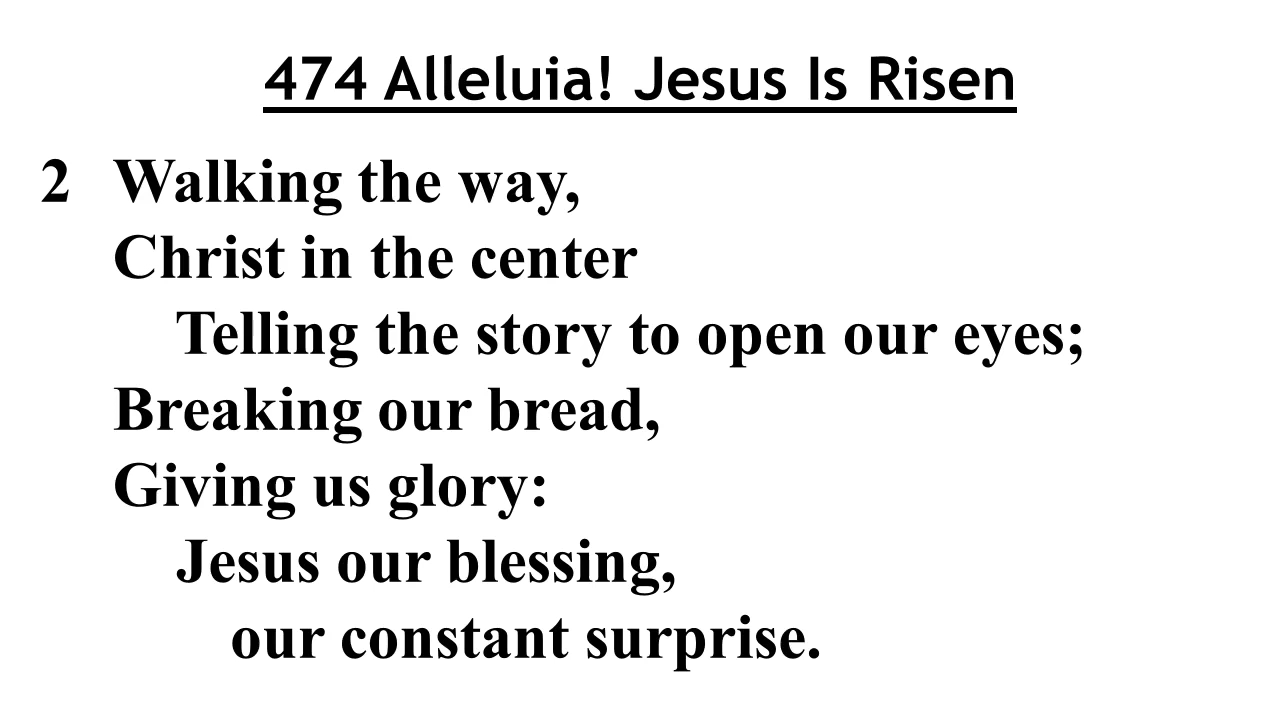 474 Alleluia! Jesus Is Risen
2 Walking the way,
Christ in the center
Telling the story to open our eyes;
Breaking our bread,
Giving us glory:
Jesus our blessing,
our constant surprise.